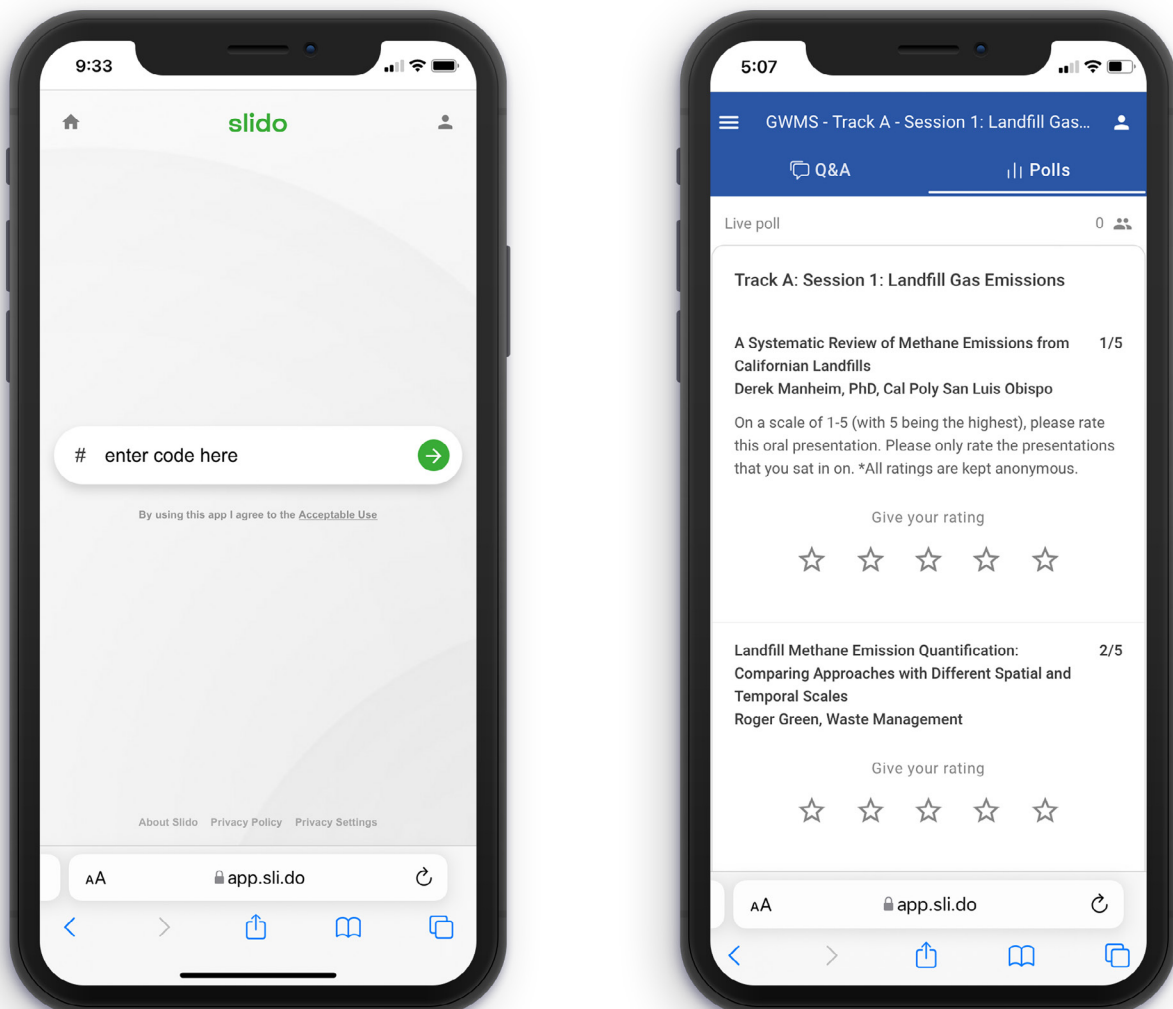 9:33
slido
# enter code here
By using this app I agree to the Acceptable Use
About Slido Privacy Policy Privacy Settings
AA app.sli.do
5:07
GWMS - Track A - Session 1: Landfill Gas...
Q&A Polls
Live poll 0
Track A: Session 1: Landfill Gas Emissions
A Systematic Review of Methane Emissions from 1/5
Californian Landfills
Derek Manheim, PhD, Cal Poly San Luis Obispo
On a scale of 1-5 (with 5 being the highest), please rate
this oral presentation. Please only rate the presentations
that you sat in on. *All ratings are kept anonymous.
Give your rating
Landfill Methane Emission Quantification: 2/5
Comparing Approaches with Different Spatial and
Temporal Scales
Roger Green, Waste Management
Give your rating
AA app.sli.do